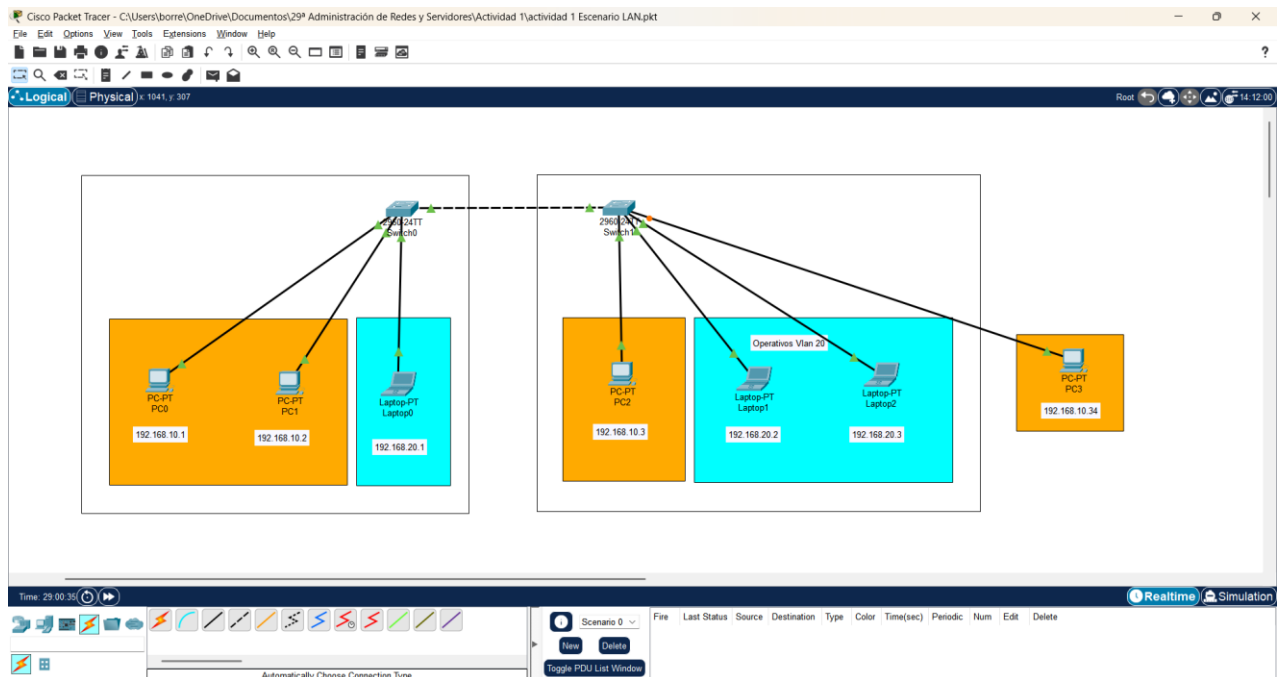 Cisco Packet Tracer - C:\Users\borre\OneDrive\Documentos\29ª Administración de Redes y Servidores\Actividad 1\actividad 1 Escenario LAN.pkt
File Edit Options View Tools Extensions Window Help
?
Logical Physical x: 1041, y: 307 Root 14:12:00
2960-24TT
Switch0
2960-24TT
Switch1
Operativos Vlan 20
PC-PT
PC0
PC-PT
PC1
Laptop-PT
Laptop0
PC-PT
PC2
Laptop-PT
Laptop1
Laptop-PT
Laptop2
PC-PT
PC3
192.168.10.1
192.168.10.2
192.168.20.1
192.168.10.3
192.168.20.2
192.168.20.3
192.168.10.34
Time: 29:00:35 Realtime Simulation
Scenario 0
New Delete
Toggle PDU List Window
Fire Last Status Source Destination Type Color Time(sec) Periodic Num Edit Delete
Automatically Choose Connection Type